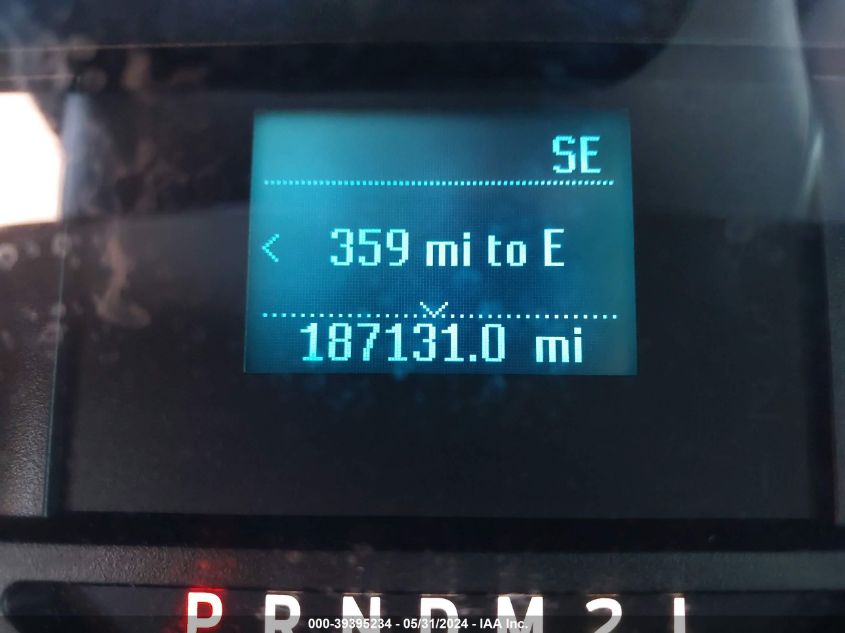 SE
< 359 mi to E
187131.0 mi
P R N D M 2 1
000-39395234 - 05/31/2024 - IAA Inc.